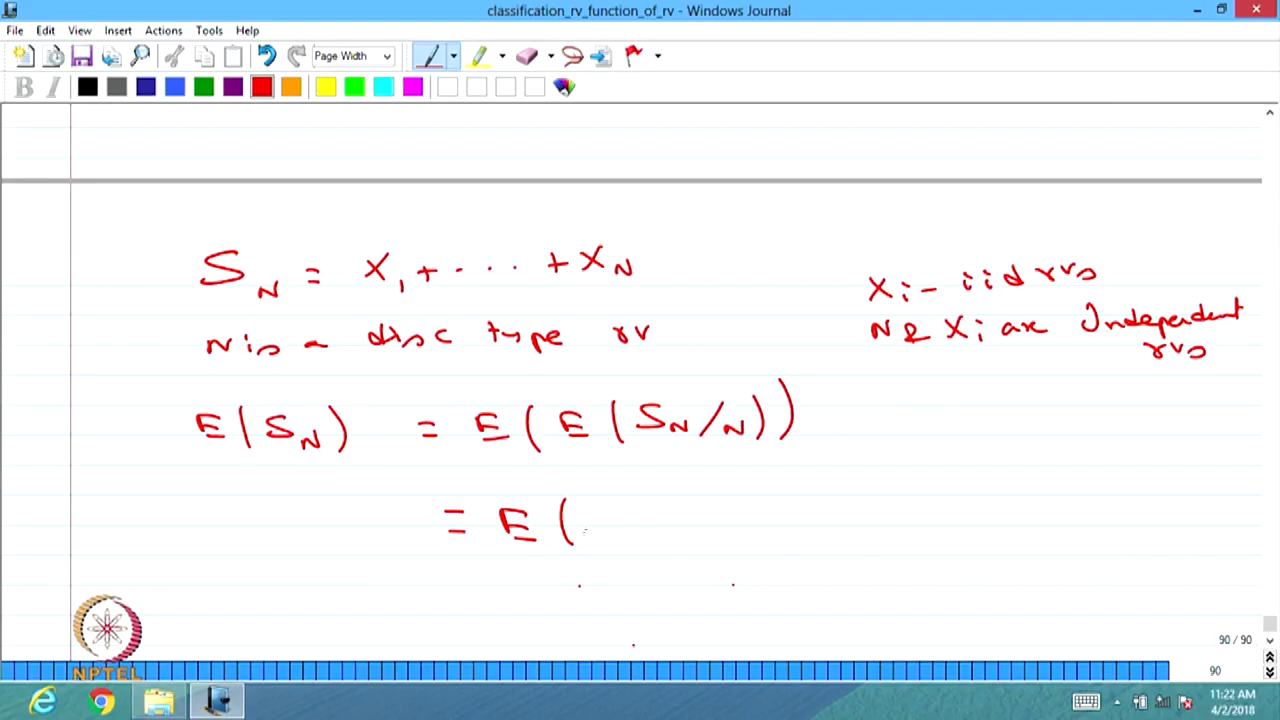 classification_rv_function_of_rv - Windows Journal
File Edit View Insert Actions Tools Help
Page Width
B I
S_N = X_1 + ... + X_N
X_i - iid rvs
N is a disc type rv
N & X_i are Independent
rvs
E(S_N) = E(E(S_N/N))
= E(
90 / 90
NPTEL
90
11:22 AM
4/2/2018